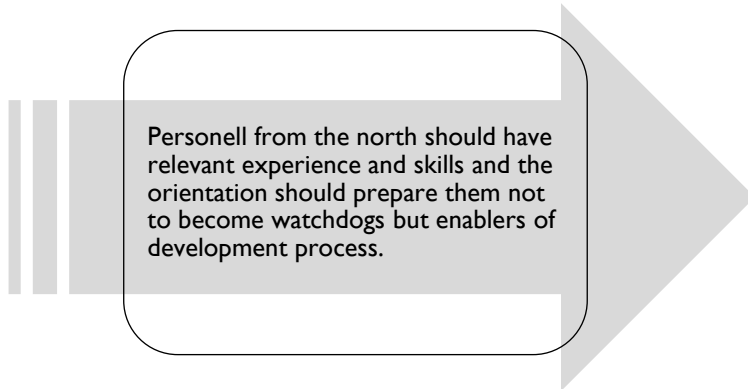 Personell from the north should have
relevant experience and skills and the
orientation should prepare them not
to become watchdogs but enablers of
development process.